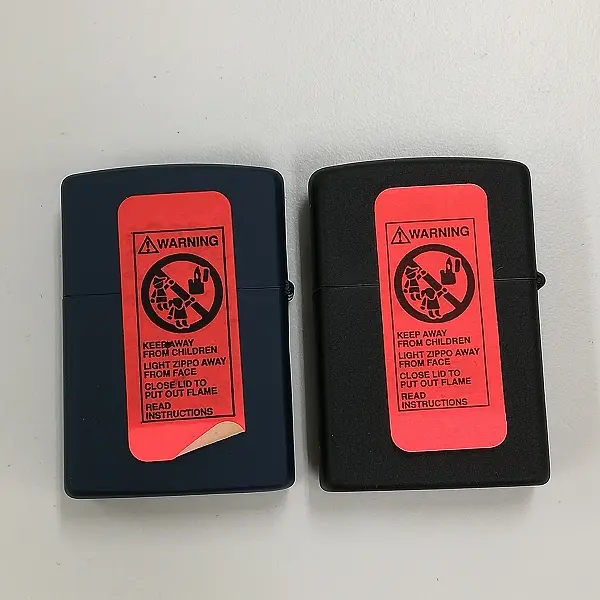 WARNING
KEEP AWAY
FROM CHILDREN
LIGHT ZIPPO AWAY
FROM FACE
CLOSE LID TO
PUT OUT FLAME
READ
INSTRUCTIONS
WARNING
KEEP AWAY
FROM CHILDREN
LIGHT ZIPPO AWAY
FROM FACE
CLOSE LID TO
PUT OUT FLAME
READ
INSTRUCTIONS